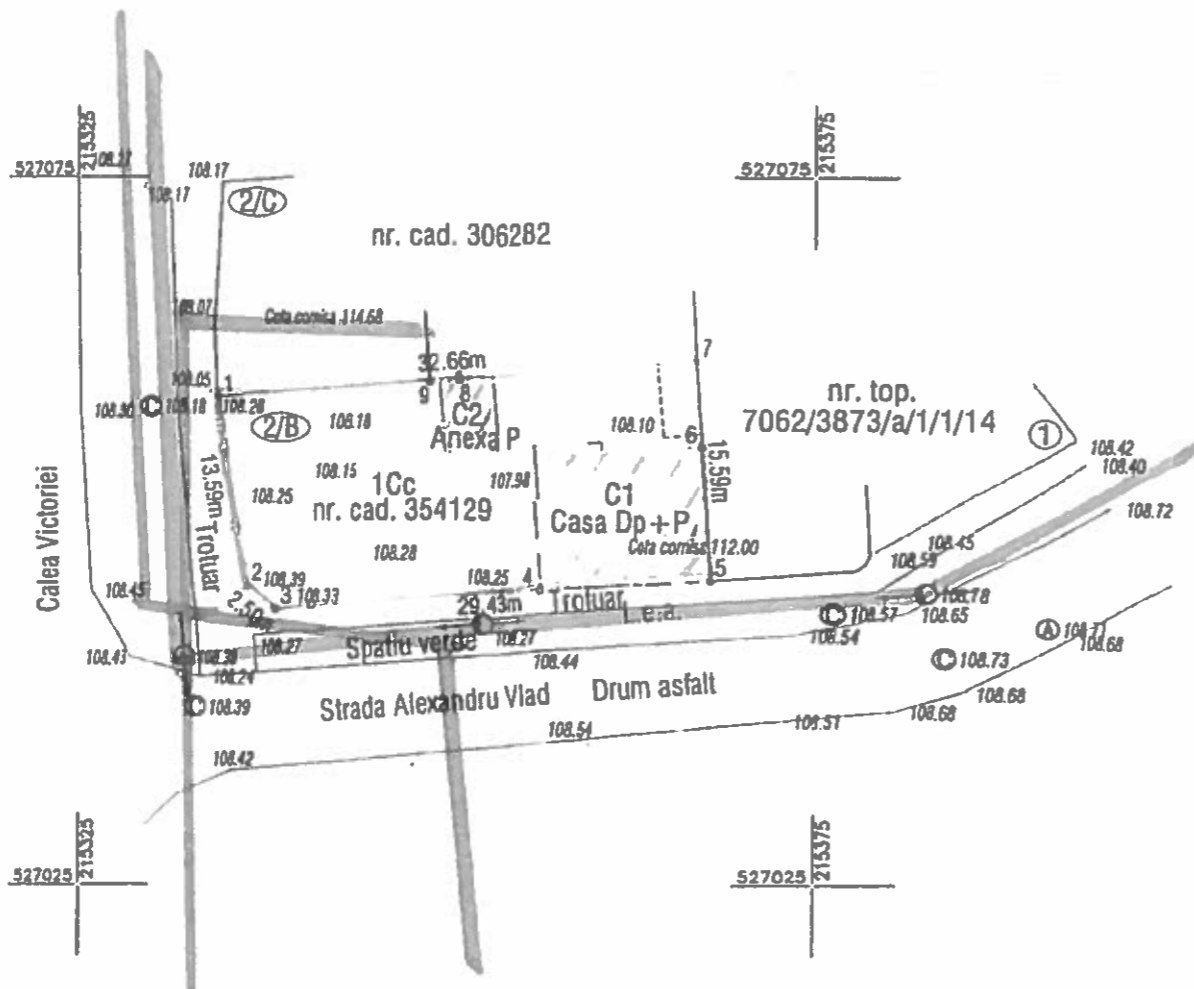 215325
215375
108.27
108.17
527075
527075
108.17
2/C
nr. cad. 306282
Cota cornisa 114.68
7
32.66m
108.05
1
9
8
nr. top.
7062/3873/a/1/1/14
108.18
108.26
2/B
108.18
C2
Anexa P
108.10
6
1
108.42
108.40
15.59m
13.59m
108.15
108.25
1Cc
nr. cad. 354129
107.98
C1
Casa Dp+P
108.72
Calea Victoriei
Trotuar
108.28
Cota cornisa 112.00
108.45
108.59
2
108.39
108.25
4
5
108.45
3
108.33
29.43m
Trotuar
L.e.a.
C
108.57
108.78
108.65
108.27
Spatiu verde
108.27
108.54
A
108.71
108.68
108.43
108.24
108.44
C
108.73
C
108.39
Strada Alexandru Vlad
Drum asfalt
108.68
108.68
108.42
108.54
108.51
215325
215375
527025
527025